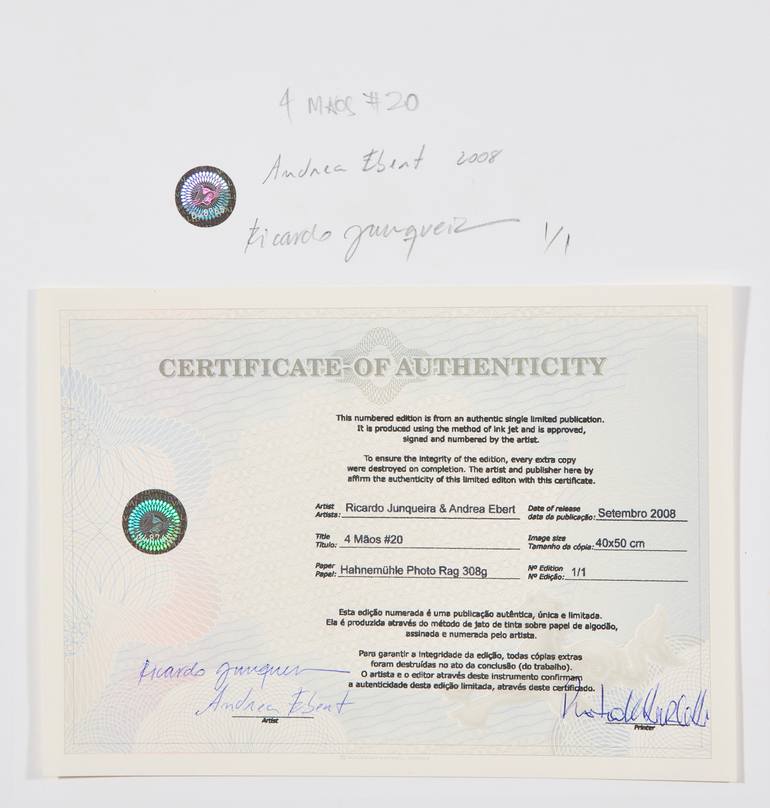 4 MÃOS #20
Andrea Ebert 2008
Ricardo Junqueira 1/1
CERTIFICATE OF AUTHENTICITY
This numbered edition is from an authentic single limited publication.
It is produced using the method of ink jet and is approved,
signed and numbered by the artist.
To ensure the integrity of the edition, every extra copy
were destroyed on completion. The artist and publisher here by
affirm the authenticity of this limited editon with this certificate.
Artist
Artista: Ricardo Junqueira & Andrea Ebert
Date of release
data da publicação: Setembro 2008
Title
Título: 4 Mãos #20
Image size
Tamanho da cópia: 40x50 cm
Paper
Papel: Hahnemühle Photo Rag 308g
Nº Edition
Nº Edição: 1/1
Esta edição numerada é uma publicação autêntica, única e limitada.
Ela é produzida através do método de jato de tinta sobre papel de algodão,
assinada e numerada pelo artista.
Para garantir a integridade da edição, todas cópias extras
foram destruídas no ato da conclusão (do trabalho).
O artista e o editor através deste instrumento confirmam
a autenticidade desta edição limitada, através deste certificado.
Ricardo Junqueira
Andrea Ebert
Artist
Printer